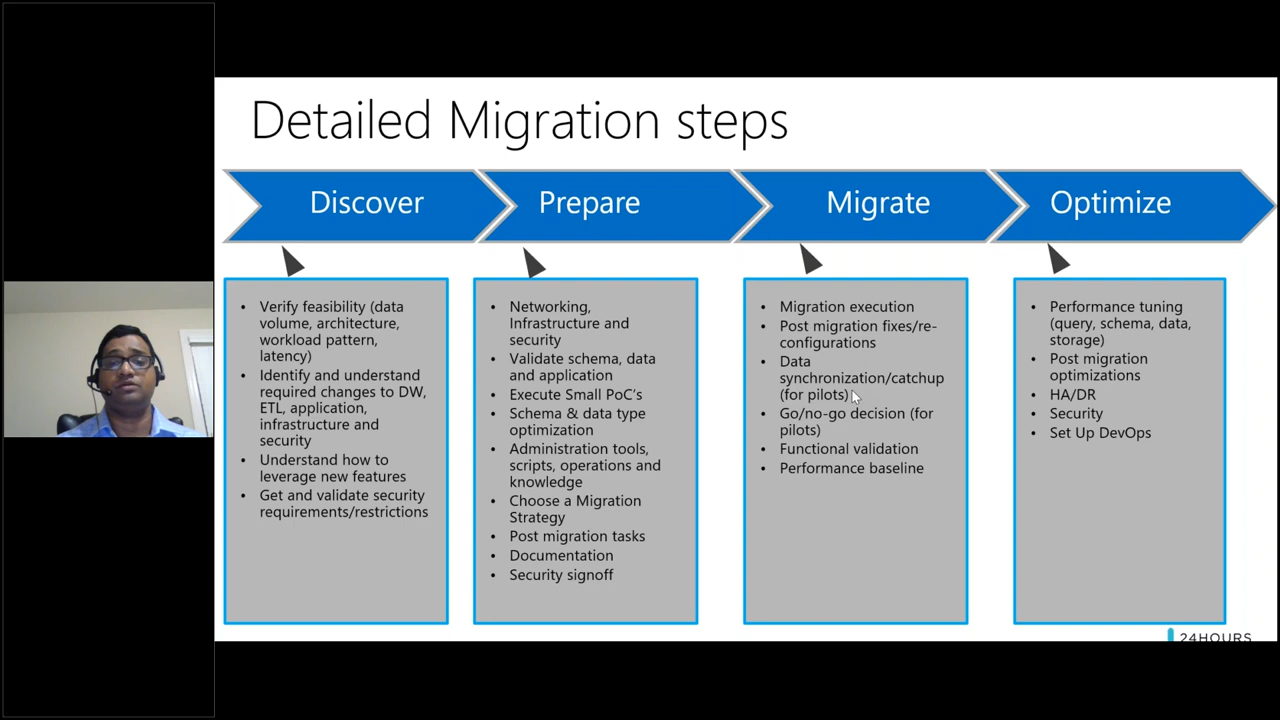 Detailed Migration steps
Discover
Prepare
Migrate
Optimize
• Verify feasibility (data
volume, architecture,
workload pattern,
latency)
• Identify and understand
required changes to DW,
ETL, application,
infrastructure and
security
• Understand how to
leverage new features
• Get and validate security
requirements/restrictions
• Networking,
Infrastructure and
security
• Validate schema, data
and application
• Execute Small PoC's
• Schema & data type
optimization
• Administration tools,
scripts, operations and
knowledge
• Choose a Migration
Strategy
• Post migration tasks
• Documentation
• Security signoff
• Migration execution
• Post migration fixes/re-
configurations
• Data
synchronization/catchup
(for pilots)
• Go/no-go decision (for
pilots)
• Functional validation
• Performance baseline
• Performance tuning
(query, schema, data,
storage)
• Post migration
optimizations
• HA/DR
• Security
• Set Up DevOps
24HOURS